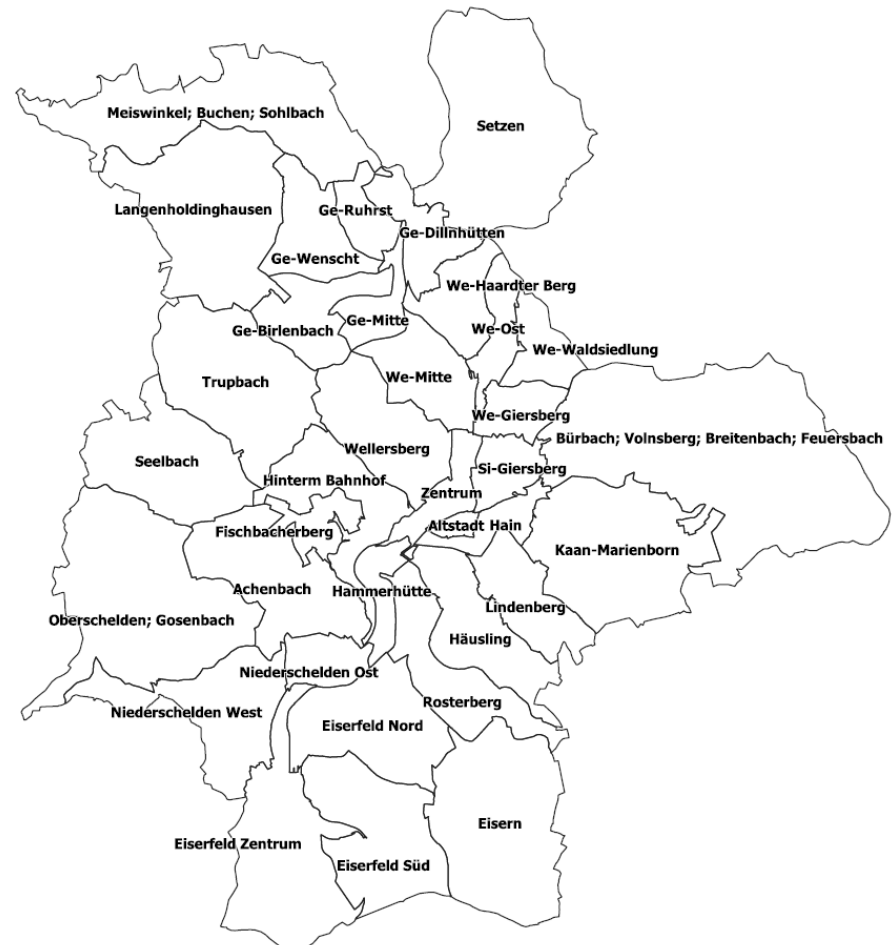 Meiswinkel; Buchen; Sohlbach
Setzen
Langenholdinghausen
Ge-Ruhrst
Ge-Dillnhütten
Ge-Wenscht
We-Haardter Berg
Ge-Mitte
Ge-Birlenbach
We-Ost
We-Waldsiedlung
Trupbach
We-Mitte
We-Giersberg
Bürbach; Volnsberg; Breitenbach; Feuersbach
Wellersberg
Seelbach
Si-Giersberg
Hinterm Bahnhof
Zentrum
Altstadt Hain
Fischbacherberg
Kaan-Marienborn
Achenbach
Hammerhütte
Lindenberg
Oberschelden; Gosenbach
Häusling
Niederschelden Ost
Rosterberg
Niederschelden West
Eiserfeld Nord
Eisern
Eiserfeld Zentrum
Eiserfeld Süd